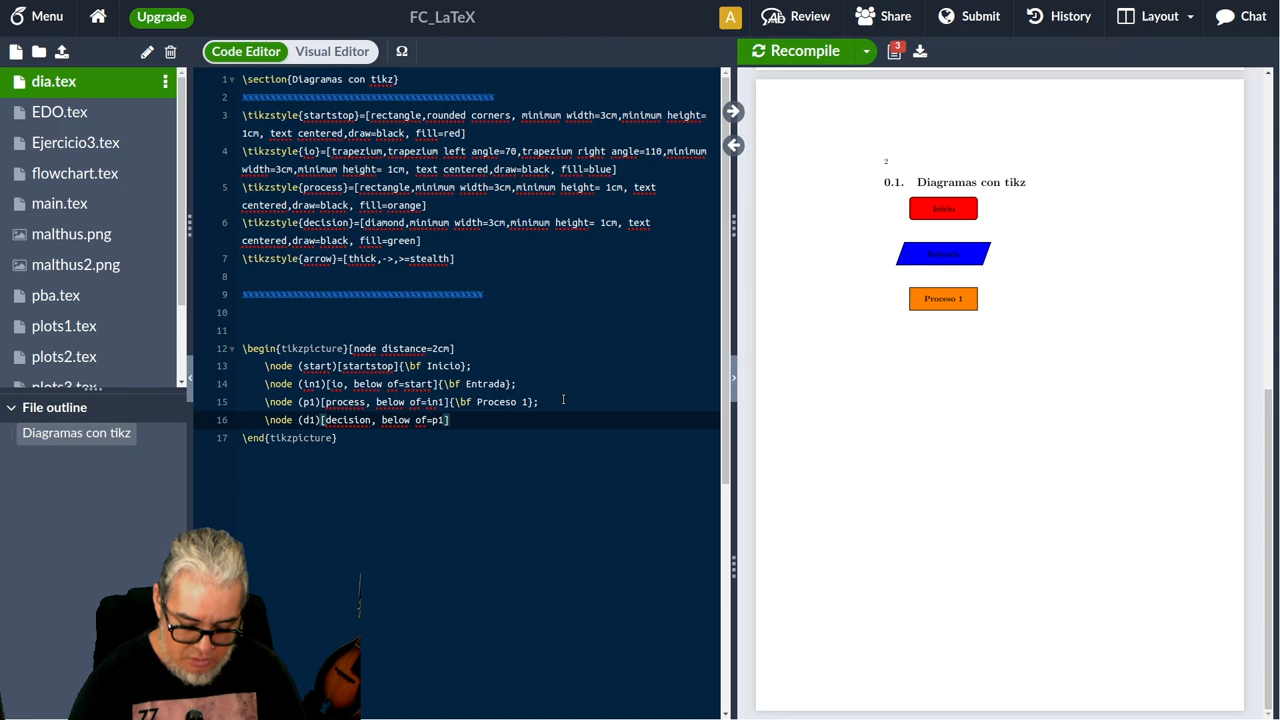 Menu
Upgrade
FC_LaTeX
A
Review
Share
Submit
History
Layout
Chat
Code Editor
Visual Editor
Ω
Recompile
3
dia.tex
EDO.tex
Ejercicio3.tex
flowchart.tex
main.tex
malthus.png
malthus2.png
pba.tex
plots1.tex
plots2.tex
plots3.tex
File outline
Diagramas con tikz
1 \section{Diagramas con tikz}
2 %%%%%%%%%%%%%%%%%%%%%%%%%%%%%%%%%%%%%%%%%%%%%
3 \tikzstyle{startstop}=[rectangle,rounded corners, minimum width=3cm,minimum height=
1cm, text centered,draw=black, fill=red]
4 \tikzstyle{io}=[trapezium,trapezium left angle=70,trapezium right angle=110,minimum
width=3cm,minimum height= 1cm, text centered,draw=black, fill=blue]
5 \tikzstyle{process}=[rectangle,minimum width=3cm,minimum height= 1cm, text
centered,draw=black, fill=orange]
6 \tikzstyle{decision}=[diamond,minimum width=3cm,minimum height= 1cm, text
centered,draw=black, fill=green]
7 \tikzstyle{arrow}=[thick,->,>=stealth]
8
9 %%%%%%%%%%%%%%%%%%%%%%%%%%%%%%%%%%%%%%%%%%%
10
11
12 \begin{tikzpicture}[node distance=2cm]
13 \node (start)[startstop]{\bf Inicio};
14 \node (in1)[io, below of=start]{\bf Entrada};
15 \node (p1)[process, below of=in1]{\bf Proceso 1};
16 \node (d1)[decision, below of=p1]
17 \end{tikzpicture}
2
0.1. Diagramas con tikz
Inicio
Entrada
Proceso 1
77